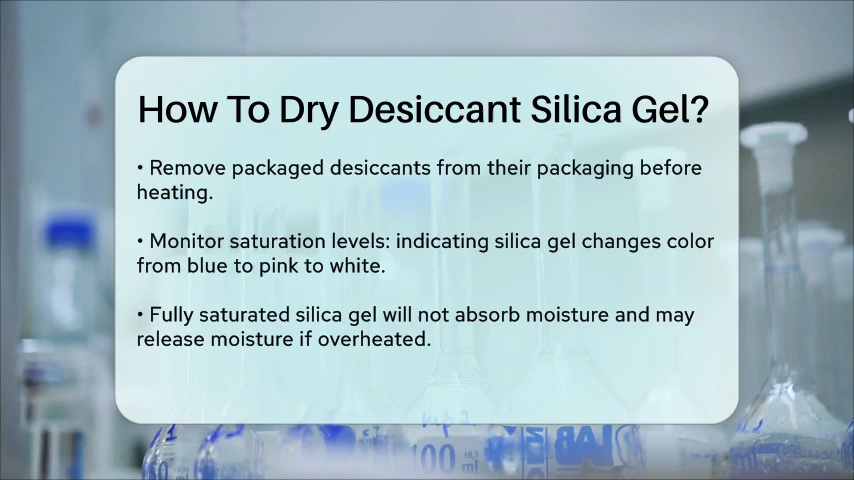 How To Dry Desiccant Silica Gel?
• Remove packaged desiccants from their packaging before
heating.
• Monitor saturation levels: indicating silica gel changes color
from blue to pink to white.
• Fully saturated silica gel will not absorb moisture and may
release moisture if overheated.
100
ml